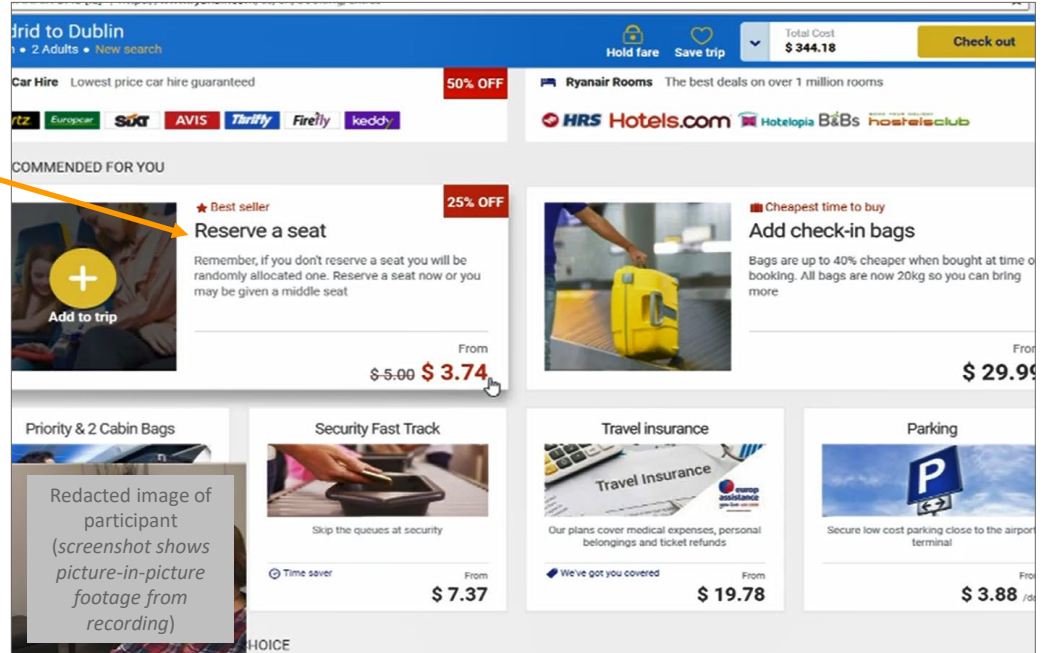 drid to Dublin
• 2 Adults • New search
Hold fare
Save trip
Total Cost
$ 344.18
Check out
Car Hire Lowest price car hire guaranteed
50% OFF
rtz. Europcar SiXT AVIS Thrifty Firefly keddy
Ryanair Rooms The best deals on over 1 million rooms
HRS Hotels.com Hotelopia B&Bs hostelsclub
COMMENDED FOR YOU
Add to trip
Best seller
25% OFF
Reserve a seat
Remember, if you don't reserve a seat you will be
randomly allocated one. Reserve a seat now or you
may be given a middle seat
From
$ 5.00 $ 3.74
Cheapest time to buy
Add check-in bags
Bags are up to 40% cheaper when bought at time o
booking. All bags are now 20kg so you can bring
more
From
$ 29.99
Priority & 2 Cabin Bags
Redacted image of
participant
(screenshot shows
picture-in-picture
footage from
recording)
Security Fast Track
Skip the queues at security
Time saver
From
$ 7.37
Travel insurance
Travel Insurance
europ
assistance
Our plans cover medical expenses, personal
belongings and ticket refunds
We've got you covered
From
$ 19.78
Parking
P
Secure low cost parking close to the airport
terminal
From
$ 3.88 /da
HOICE